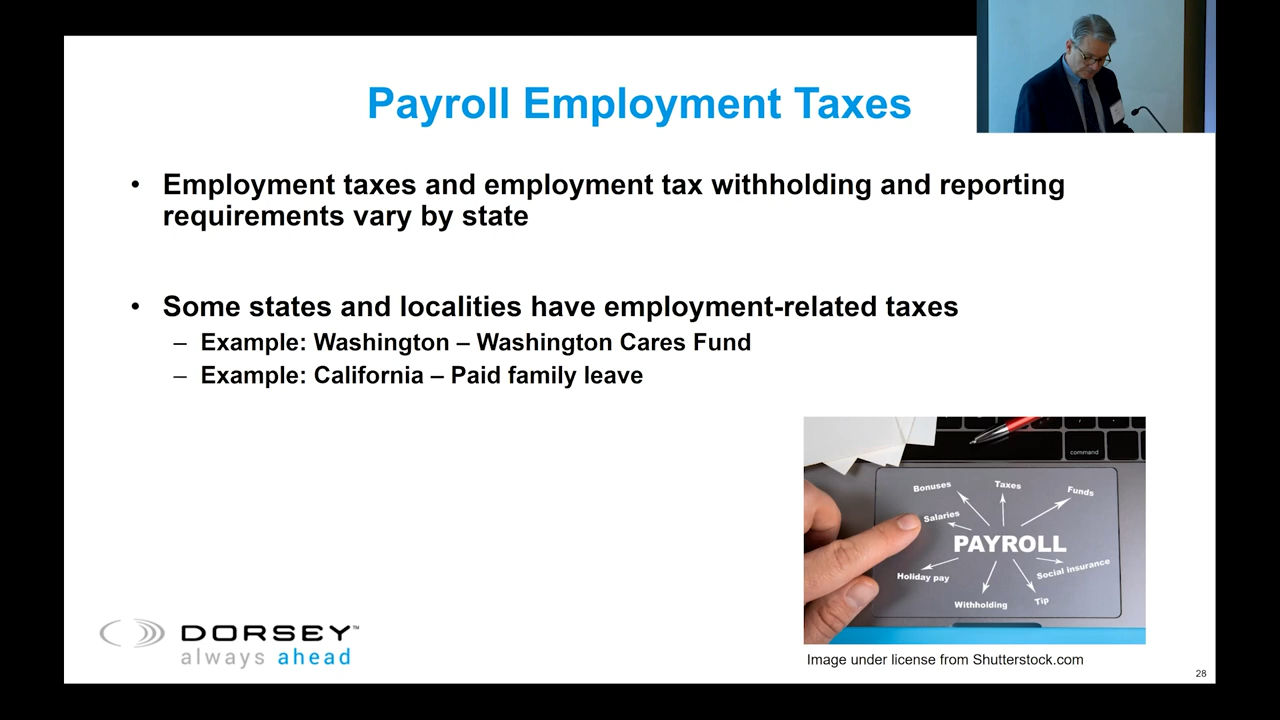 Payroll Employment Taxes
• Employment taxes and employment tax withholding and reporting
requirements vary by state
• Some states and localities have employment-related taxes
– Example: Washington – Washington Cares Fund
– Example: California – Paid family leave
command
Bonuses
Taxes
Funds
Salaries
PAYROLL
Holiday pay
Social insurance
Withholding
Tip
DORSEY™
always ahead
Image under license from Shutterstock.com
28